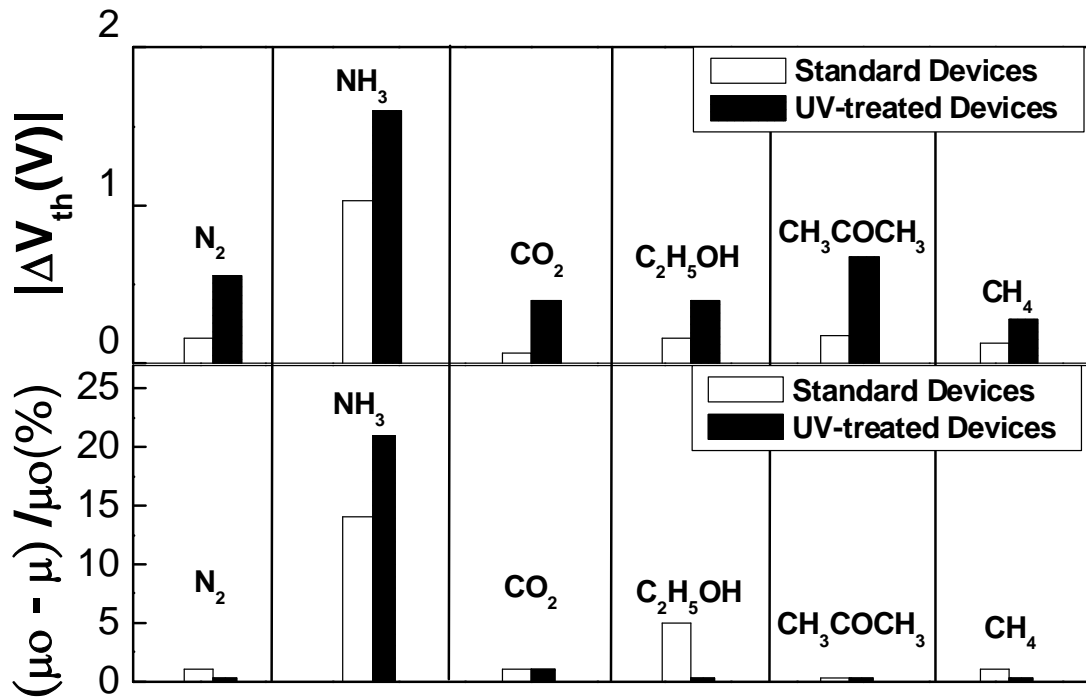 |ΔV_th(V)|
2
1
0
N₂
NH₃
CO₂
C₂H₅OH
CH₃COCH₃
CH₄
Standard Devices
UV-treated Devices
(μo - μ) /μo(%)
25
20
15
10
5
0
N₂
NH₃
CO₂
C₂H₅OH
CH₃COCH₃
CH₄
Standard Devices
UV-treated Devices